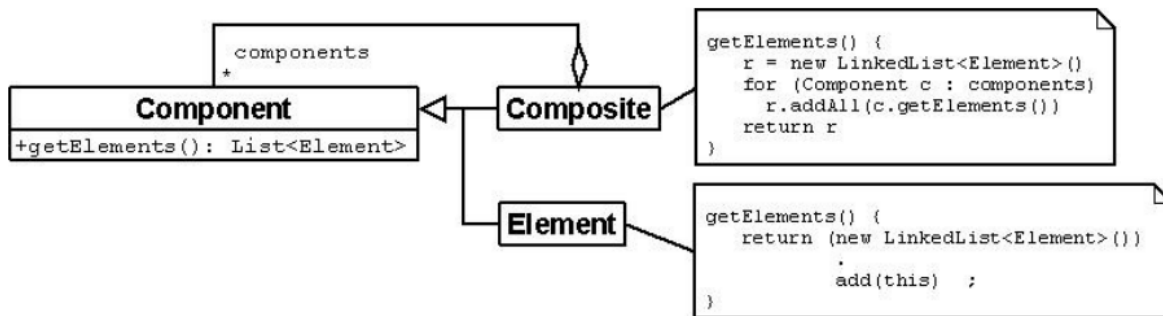 components
*
Component
+getElements(): List<Element>
Composite
Element
getElements() {
r = new LinkedList<Element>()
for (Component c : components)
r.addAll(c.getElements())
return r
}
getElements() {
return (new LinkedList<Element>())
.
add(this) ;
}